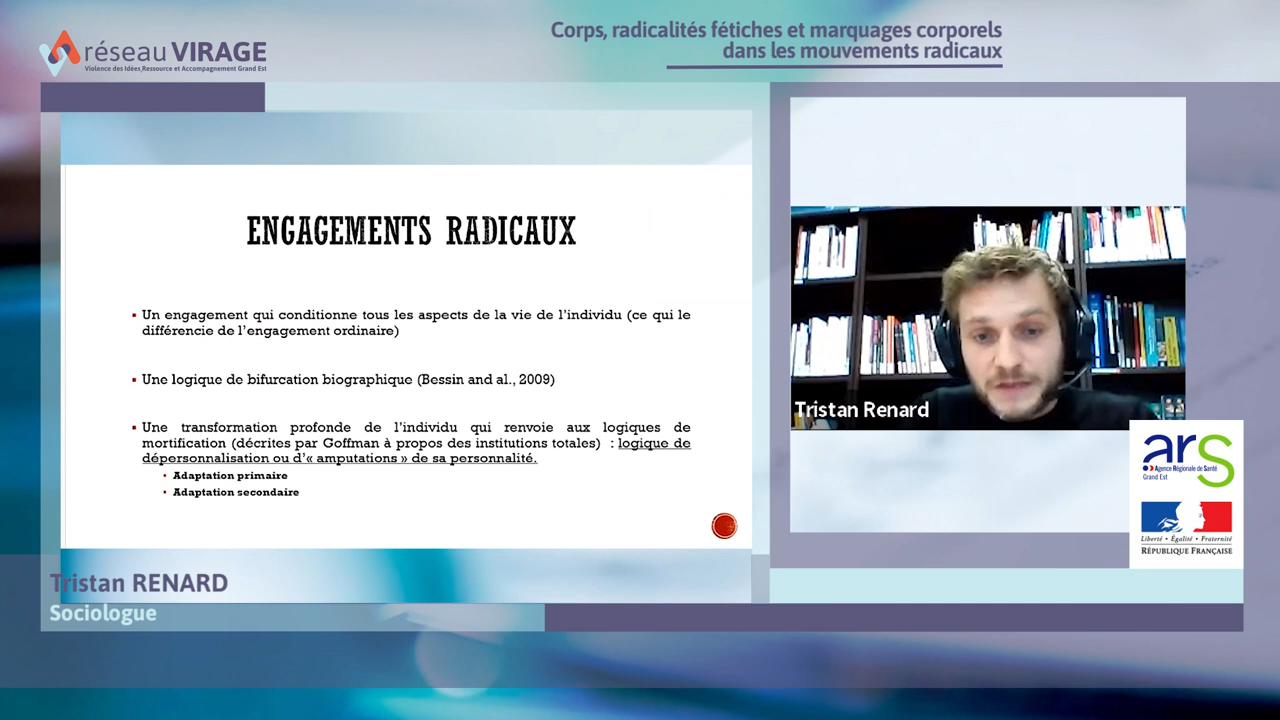 réseau VIRAGE
Violence des Idées, Ressource et Accompagnement Grand Est
Corps, radicalités fétiches et marquages corporels
dans les mouvements radicaux
ENGAGEMENTS RADICAUX
Un engagement qui conditionne tous les aspects de la vie de l'individu (ce qui le
différencie de l'engagement ordinaire)
Une logique de bifurcation biographique (Bessin and al., 2009)
Une transformation profonde de l'individu qui renvoie aux logiques de
mortification (décrites par Goffman à propos des institutions totales) : logique de
dépersonnalisation ou d'« amputations » de sa personnalité.
Adaptation primaire
Adaptation secondaire
Tristan Renard
ars
Agence Régionale de Santé
Grand Est
Liberté • Égalité • Fraternité
RÉPUBLIQUE FRANÇAISE
Tristan RENARD
Sociologue